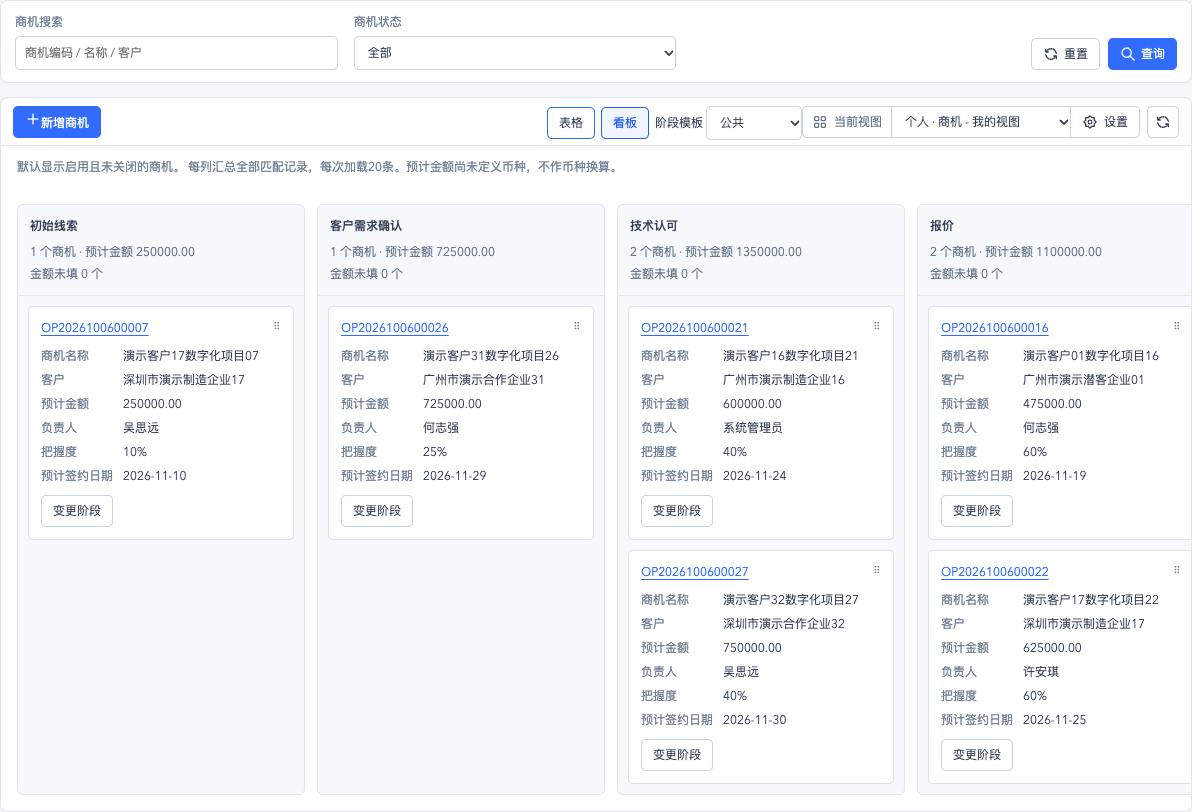 商机搜索
商机状态
商机编码 / 名称 / 客户
全部
重置
查询
新增商机
表格
看板
阶段模板
公共
当前视图
个人 · 商机 - 我的视图
设置
默认显示启用且未关闭的商机。 每列汇总全部匹配记录，每次加载20条。预计金额尚未定义币种，不作币种换算。
初始线索
1 个商机 · 预计金额 250000.00
金额未填 0 个
OP2026100600007
商机名称 演示客户17数字化项目07
客户 深圳市演示制造企业17
预计金额 250000.00
负责人 吴思远
把握度 10%
预计签约日期 2026-11-10
变更阶段
客户需求确认
1 个商机 · 预计金额 725000.00
金额未填 0 个
OP2026100600026
商机名称 演示客户31数字化项目26
客户 广州市演示合作企业31
预计金额 725000.00
负责人 何志强
把握度 25%
预计签约日期 2026-11-29
变更阶段
技术认可
2 个商机 · 预计金额 1350000.00
金额未填 0 个
OP2026100600021
商机名称 演示客户16数字化项目21
客户 广州市演示制造企业16
预计金额 600000.00
负责人 系统管理员
把握度 40%
预计签约日期 2026-11-24
变更阶段
OP2026100600027
商机名称 演示客户32数字化项目27
客户 深圳市演示合作企业32
预计金额 750000.00
负责人 吴思远
把握度 40%
预计签约日期 2026-11-30
变更阶段
报价
2 个商机 · 预计金额 1100000.00
金额未填 0 个
OP2026100600016
商机名称 演示客户01数字化项目16
客户 广州市演示潜客企业01
预计金额 475000.00
负责人 何志强
把握度 60%
预计签约日期 2026-11-19
变更阶段
OP2026100600022
商机名称 演示客户17数字化项目22
客户 深圳市演示制造企业17
预计金额 625000.00
负责人 许安琪
把握度 60%
预计签约日期 2026-11-25
变更阶段